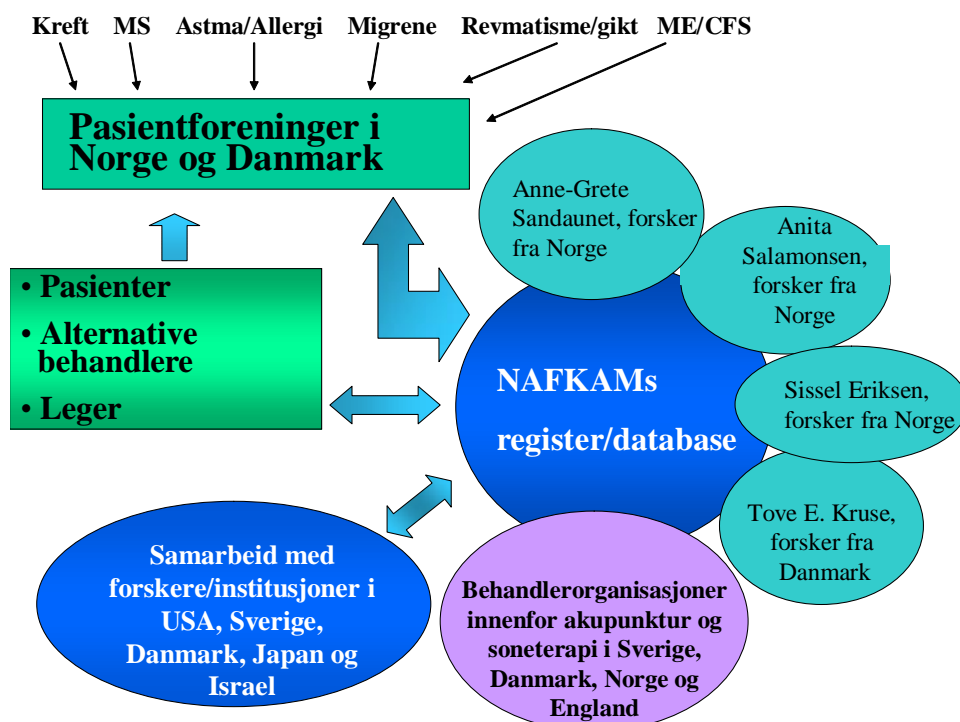 Kreft MS Astma/Allergi Migrene Revmatisme/gikt ME/CFS
Pasientforeninger i
Norge og Danmark
Anne-Grete
Sandaunet, forsker
fra Norge
Anita
Salamonsen,
forsker fra
Norge
• Pasienter
• Alternative
behandlere
• Leger
NAFKAMs
register/database
Sissel Eriksen,
forsker fra Norge
Tove E. Kruse,
forsker fra
Danmark
Samarbeid med
forskere/institusjoner i
USA, Sverige,
Danmark, Japan og
Israel
Behandlerorganisasjoner
innenfor akupunktur og
soneterapi i Sverige,
Danmark, Norge og
England